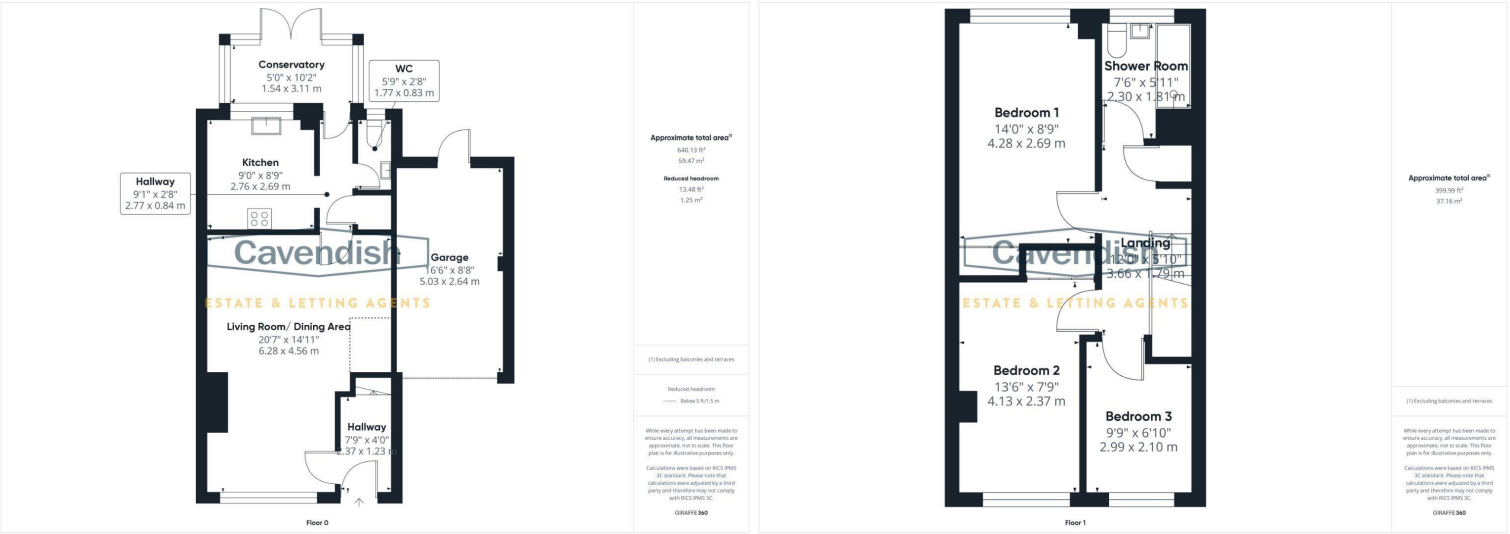 Conservatory
5'0" x 10'2"
1.54 x 3.11 m
WC
5'9" x 2'8"
1.77 x 0.83 m
Kitchen
9'0" x 8'9"
2.76 x 2.69 m
Hallway
9'1" x 2'8"
2.77 x 0.84 m
Cavendish
ESTATE & LETTING AGENTS
Garage
16'6" x 8'8"
5.03 x 2.64 m
Living Room/ Dining Area
20'7" x 14'11"
6.28 x 4.56 m
Hallway
7'9" x 4'0"
2.37 x 1.23 m
Floor 0
Approximate total area(1)
640.13 ft²
59.47 m²
Reduced headroom
13.48 ft²
1.25 m²
(1) Excluding balconies and terraces
Reduced headroom
Below 5 ft/1.5 m
While every attempt has been made to
ensure accuracy, all measurements are
approximate, not to scale. This floor
plan is for illustrative purposes only.
Calculations were based on RICS IPMS
3C standard. Please note that
calculations were adjusted by a third
party and therefore may not comply
with RICS IPMS 3C.
GIRAFFE360
Shower Room
7'6" x 5'11"
2.30 x 1.81 m
Bedroom 1
14'0" x 8'9"
4.28 x 2.69 m
Cavendish
ESTATE & LETTING AGENTS
Landing
12'0" x 5'10"
3.66 x 1.79 m
Bedroom 2
13'6" x 7'9"
4.13 x 2.37 m
Bedroom 3
9'9" x 6'10"
2.99 x 2.10 m
Floor 1
Approximate total area(1)
399.99 ft²
37.16 m²
(1) Excluding balconies and terraces
While every attempt has been made to
ensure accuracy, all measurements are
approximate, not to scale. This floor
plan is for illustrative purposes only.
Calculations were based on RICS IPMS
3C standard. Please note that
calculations were adjusted by a third
party and therefore may not comply
with RICS IPMS 3C.
GIRAFFE360